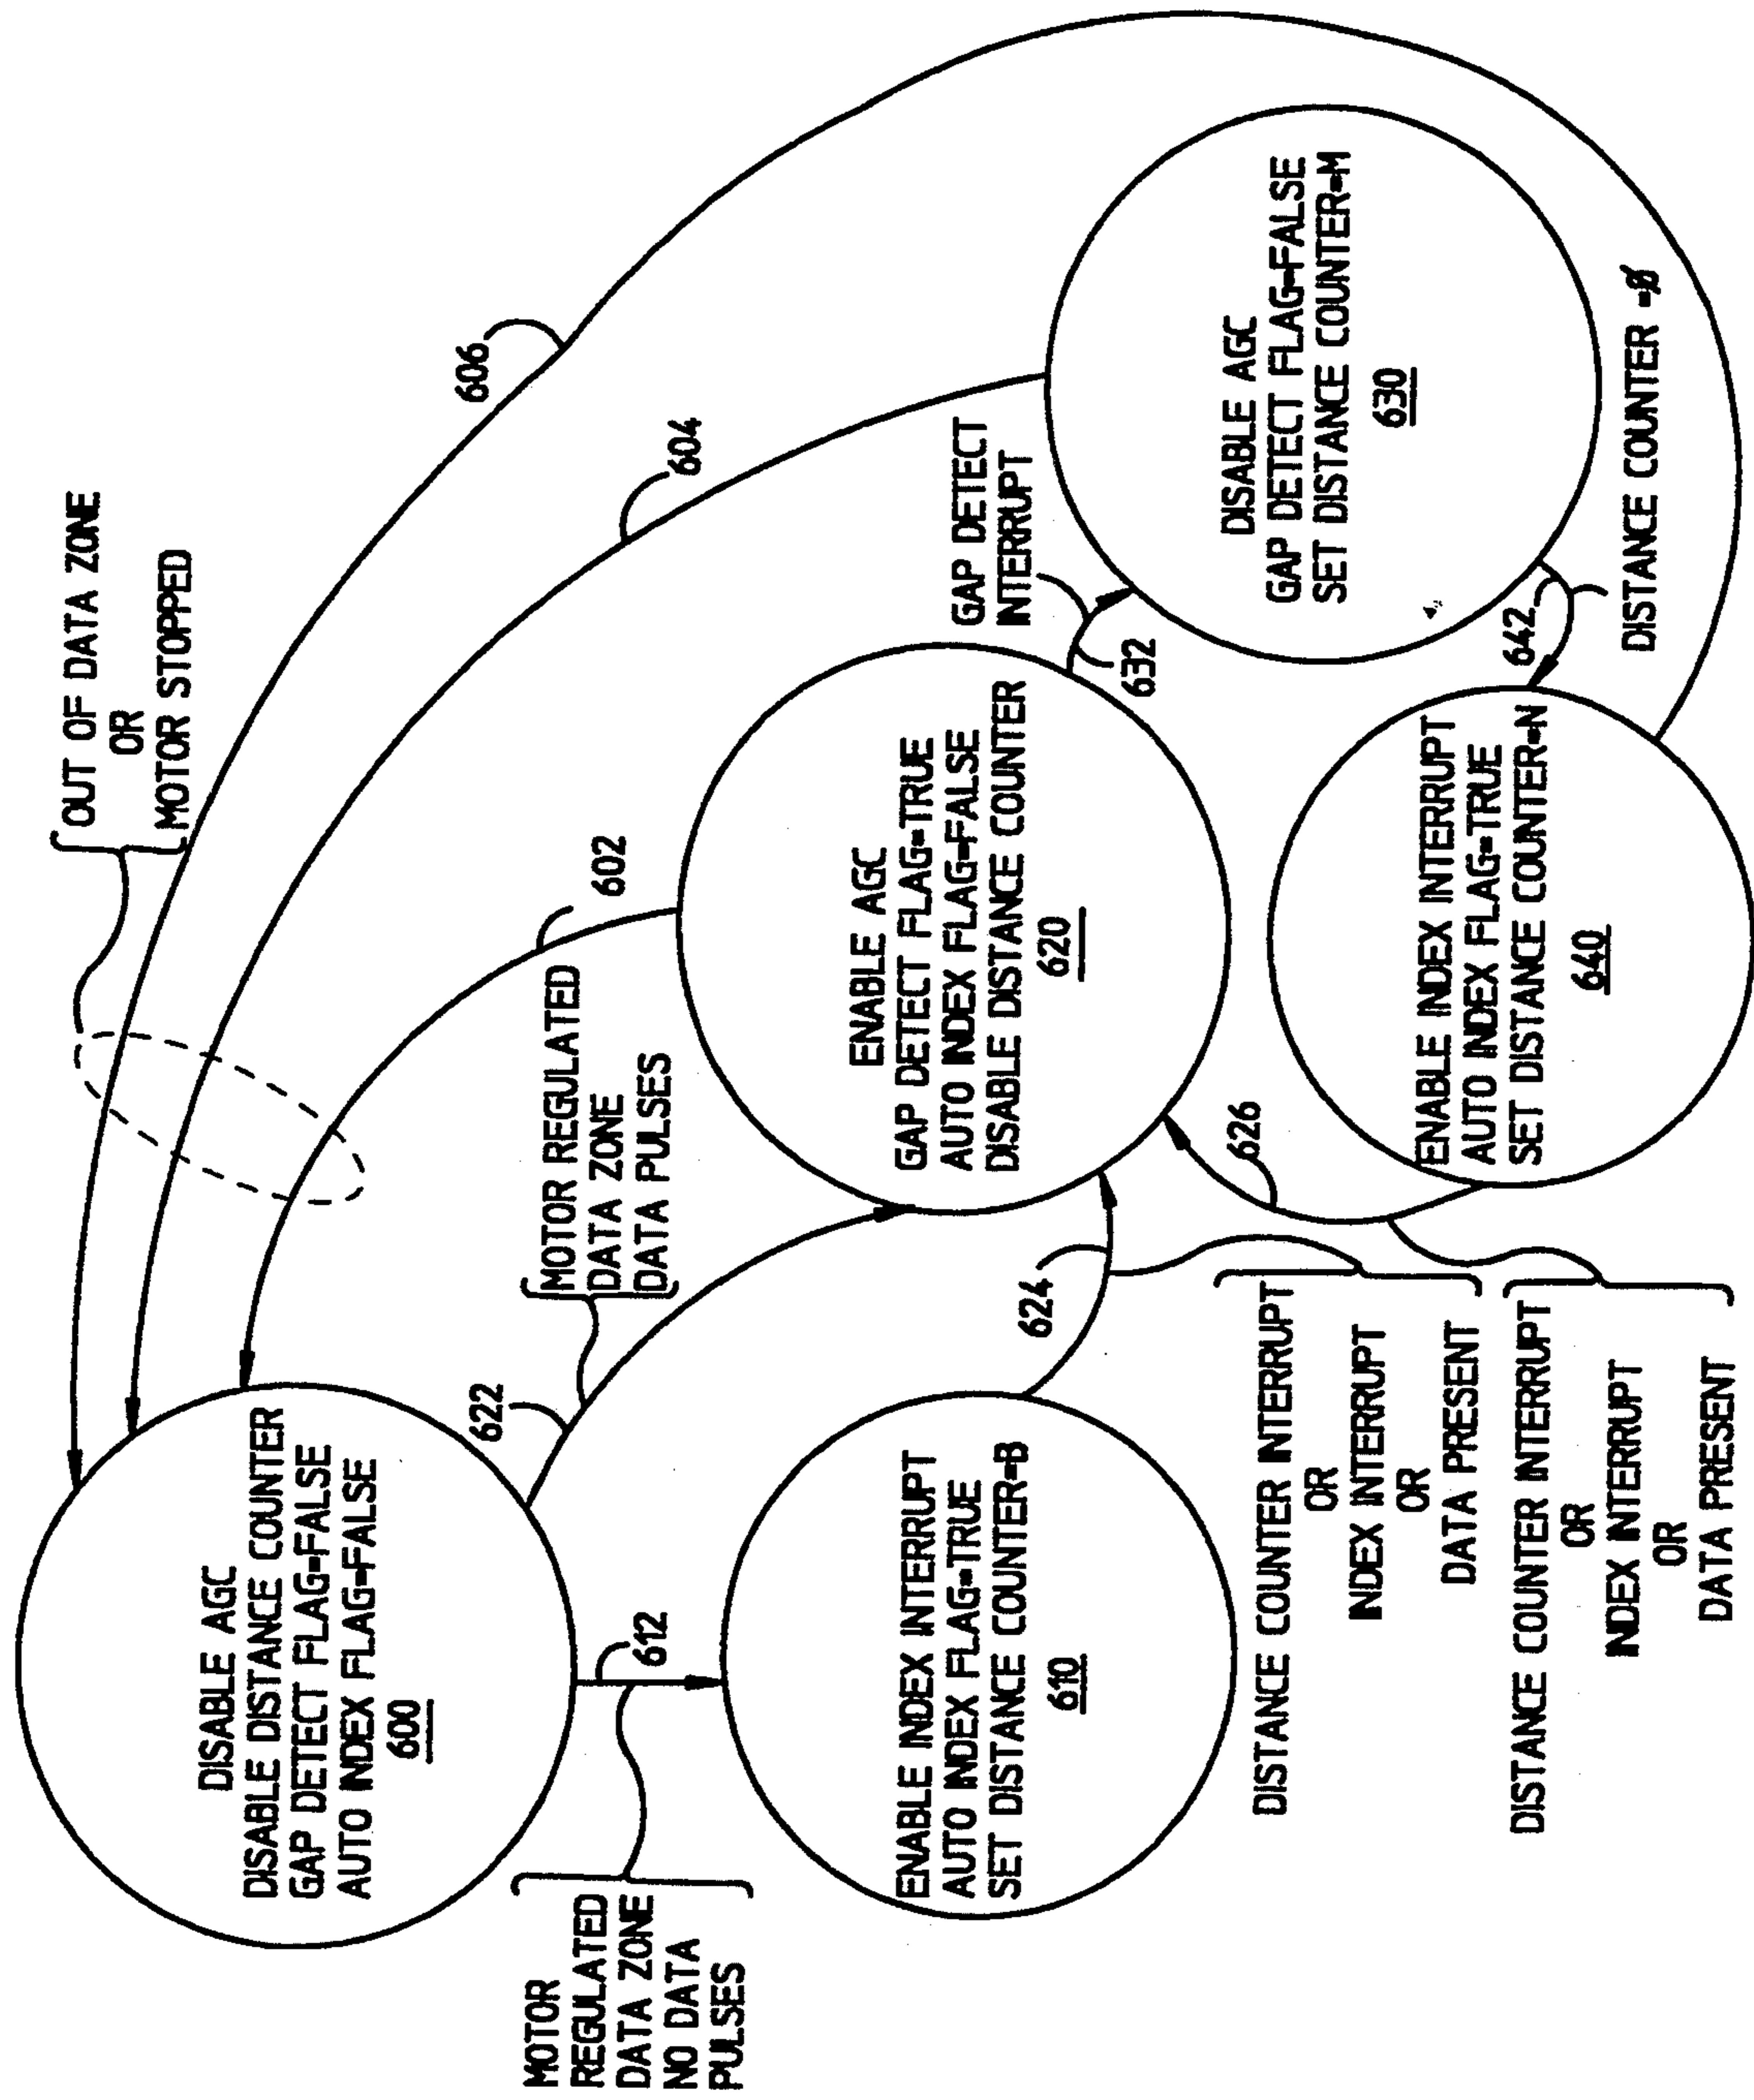 OUT OF DATA ZONE
OR
MOTOR STOPPED
606
604
602
DISABLE AGC
DISABLE DISTANCE COUNTER
GAP DETECT FLAG=FALSE
AUTO INDEX FLAG=FALSE
600
622
MOTOR REGULATED
DATA ZONE
DATA PULSES
612
MOTOR
REGULATED
DATA ZONE
NO DATA
PULSES
ENABLE AGC
GAP DETECT FLAG=TRUE
AUTO INDEX FLAG=FALSE
DISABLE DISTANCE COUNTER
620
GAP DETECT
INTERRUPT
632
DISABLE AGC
GAP DETECT FLAG=FALSE
SET DISTANCE COUNTER=M
630
ENABLE INDEX INTERRUPT
AUTO INDEX FLAG=TRUE
SET DISTANCE COUNTER=B
610
624
626
642
DISTANCE COUNTER =Ø
ENABLE INDEX INTERRUPT
AUTO INDEX FLAG=TRUE
SET DISTANCE COUNTER=N
640
DISTANCE COUNTER INTERRUPT
OR
INDEX INTERRUPT
OR
DATA PRESENT
DISTANCE COUNTER INTERRUPT
OR
INDEX INTERRUPT
OR
DATA PRESENT